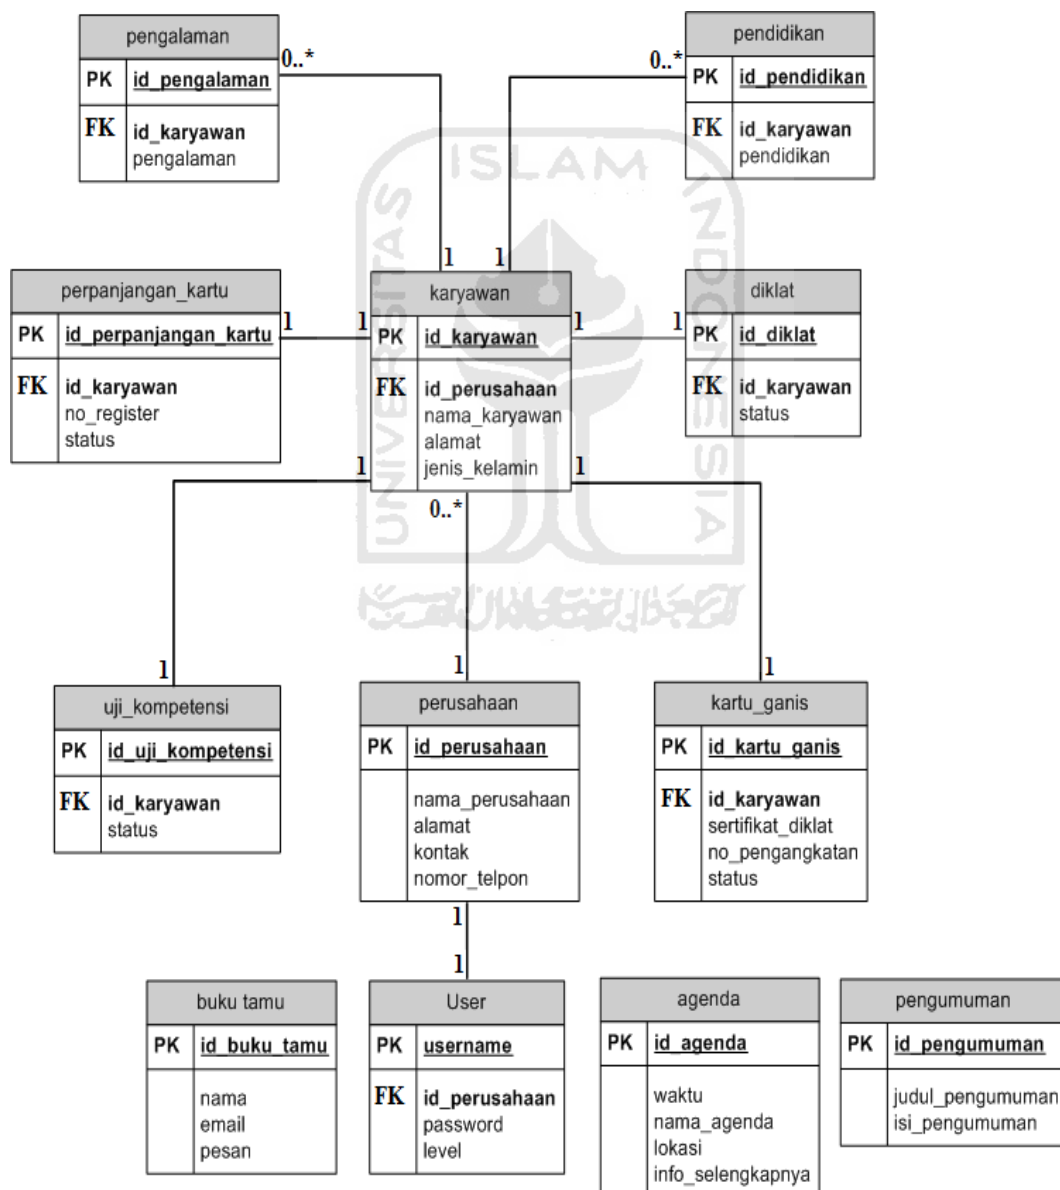 pengalaman
0..*
PK id_pengalaman
FK id_karyawan
pengalaman
pendidikan
0..*
PK id_pendidikan
FK id_karyawan
pendidikan
UNIVERSITAS ISLAM INDONESIA
1 1
perpanjangan_kartu
PK id_perpanjangan_kartu
FK id_karyawan
no_register
status
1 1
karyawan
PK id_karyawan
FK id_perusahaan
nama_karyawan
alamat
jenis_kelamin
1 1
diklat
PK id_diklat
FK id_karyawan
status
1
0..*
1
1
uji_kompetensi
PK id_uji_kompetensi
FK id_karyawan
status
1
perusahaan
PK id_perusahaan
nama_perusahaan
alamat
kontak
nomor_telpon
1
kartu_ganis
PK id_kartu_ganis
FK id_karyawan
sertifikat_diklat
no_pengangkatan
status
1
1
buku tamu
PK id_buku_tamu
nama
email
pesan
User
PK username
FK id_perusahaan
password
level
agenda
PK id_agenda
waktu
nama_agenda
lokasi
info_selengkapnya
pengumuman
PK id_pengumuman
judul_pengumuman
isi_pengumuman